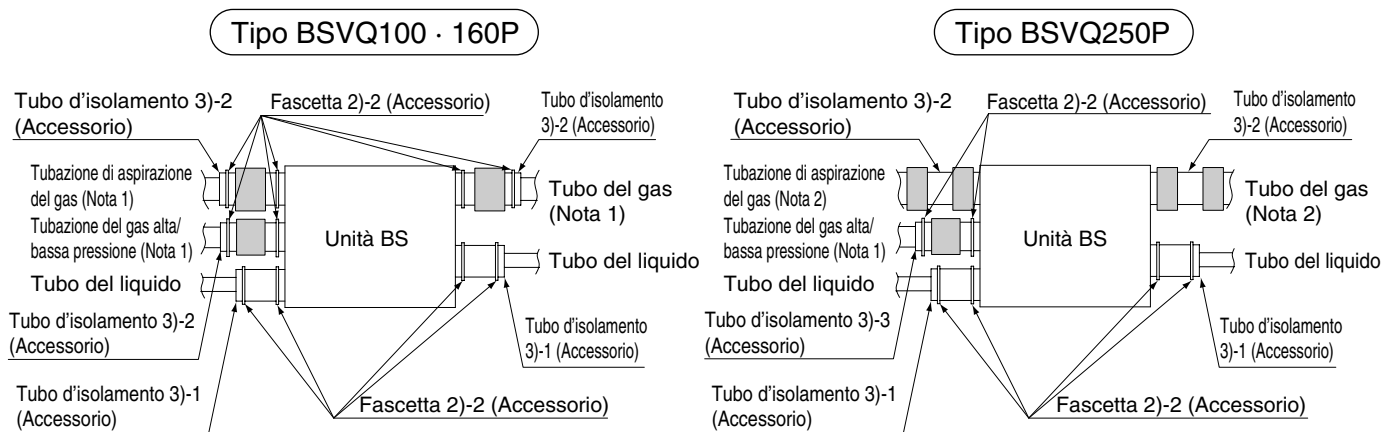 Tipo BSVQ100 · 160P
Tubo d'isolamento 3)-2
(Accessorio)
Fascetta 2)-2 (Accessorio)
Tubo d'isolamento
3)-2 (Accessorio)
Tubazione di aspirazione
del gas (Nota 1)
Tubazione del gas alta/
bassa pressione (Nota 1)
Tubo del liquido
Unità BS
Tubo del gas
(Nota 1)
Tubo del liquido
Tubo d'isolamento 3)-2
(Accessorio)
Tubo d'isolamento
3)-1 (Accessorio)
Tubo d'isolamento 3)-1
(Accessorio)
Fascetta 2)-2 (Accessorio)
Tipo BSVQ250P
Tubo d'isolamento 3)-2
(Accessorio)
Fascetta 2)-2 (Accessorio)
Tubo d'isolamento
3)-2 (Accessorio)
Tubazione di aspirazione
del gas (Nota 2)
Tubazione del gas alta/
bassa pressione (Nota 1)
Tubo del liquido
Unità BS
Tubo del gas
(Nota 2)
Tubo del liquido
Tubo d'isolamento 3)-3
(Accessorio)
Tubo d'isolamento
3)-1 (Accessorio)
Tubo d'isolamento 3)-1
(Accessorio)
Fascetta 2)-2 (Accessorio)